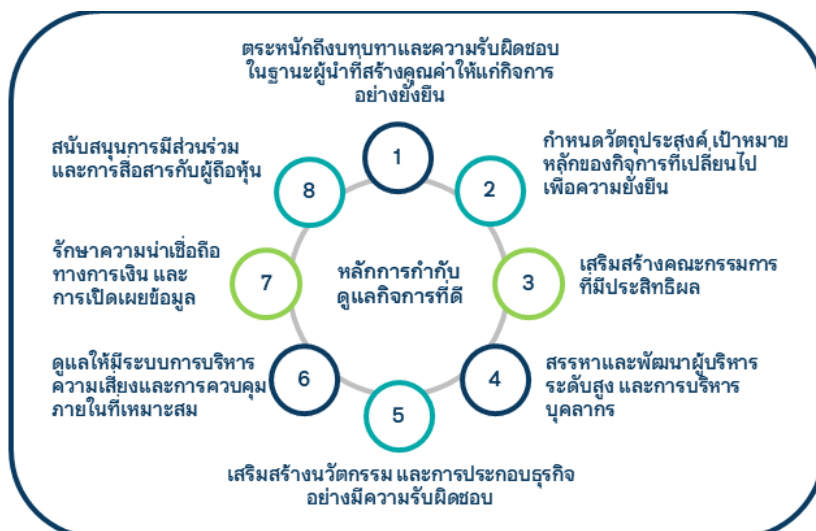 ตระหนักถึงบทบทาและความรับผิดชอบ
ในฐานะผู้นำที่สร้างคุณค่าให้แก่กิจการ
อย่างยั่งยืน
1
กำหนดวัตถุประสงค์ เป้าหมาย
หลักของกิจการที่เปลี่ยนไป
เพื่อความยั่งยืน
2
เสริมสร้างคณะกรรมการ
ที่มีประสิทธิผล
3
สรรหาและพัฒนาผู้บริหาร
ระดับสูง และการบริหาร
บุคลากร
4
5
เสริมสร้างนวัตกรรม และการประกอบธุรกิจ
อย่างมีความรับผิดชอบ
ดูแลให้มีระบบการบริหาร
ความเสี่ยงและการควบคุม
ภายในที่เหมาะสม
6
รักษาความน่าเชื่อถือ
ทางการเงิน และ
การเปิดเผยข้อมูล
7
สนับสนุนการมีส่วนร่วม
และการสื่อสารกับผู้ถือหุ้น
8
หลักการกำกับ
ดูแลกิจการที่ดี